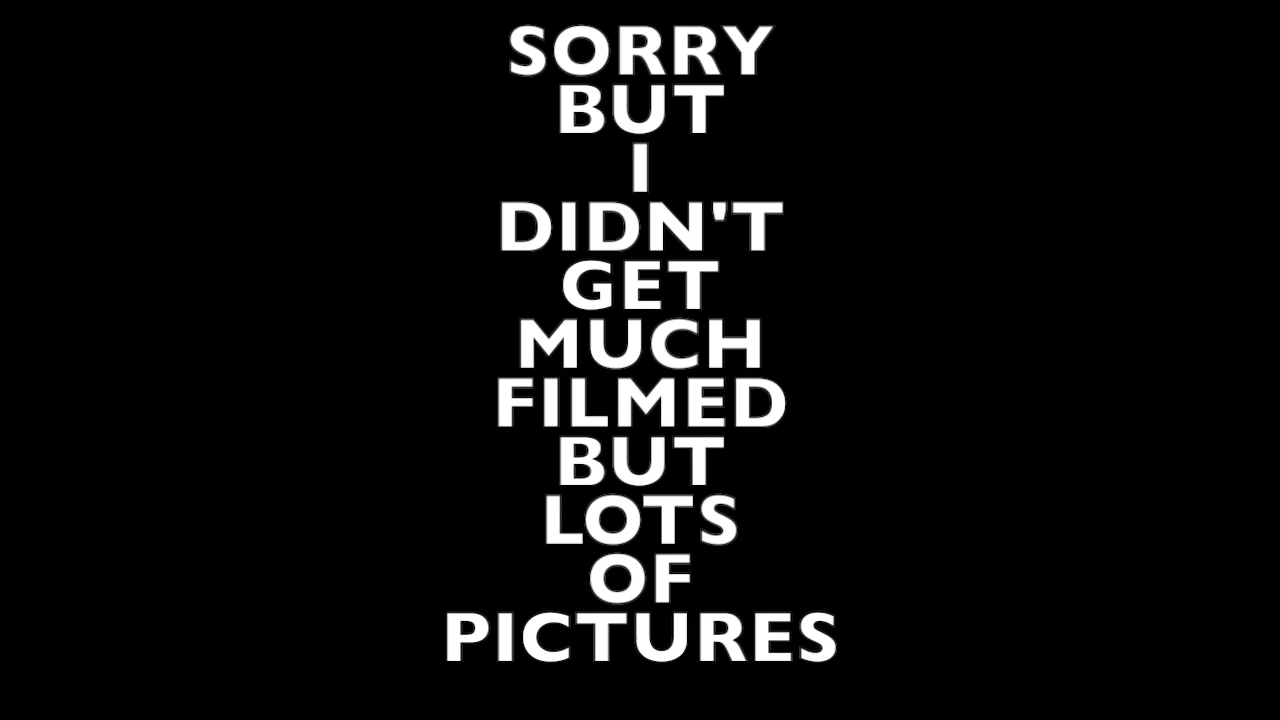 SORRY
BUT
I
DIDN'T
GET
MUCH
FILMED
BUT
LOTS
OF
PICTURES